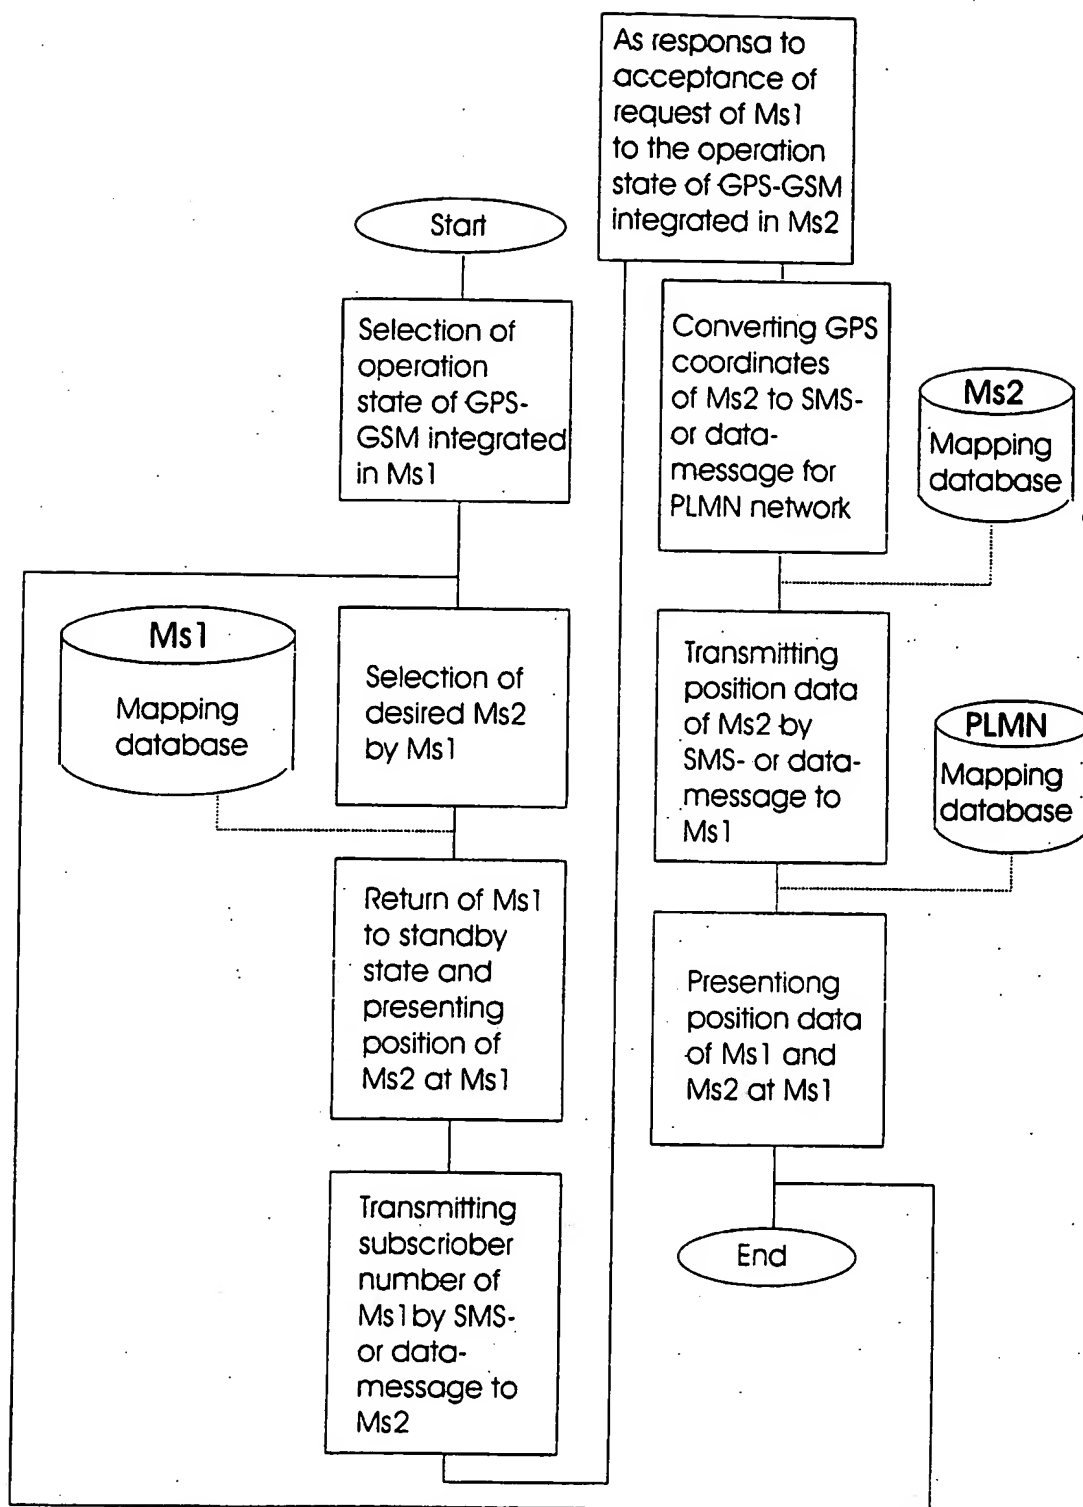 Start
Selection of
operation
state of GPS-
GSM integrated
in Ms1
Ms1
Mapping
database
Selection of
desired Ms2
by Ms1
Return of Ms1
to standby
state and
presenting
position of
Ms2 at Ms1
Transmitting
subscriober
number of
Ms1 by SMS-
or data-
message to
Ms2
As responsa to
acceptance of
request of Ms1
to the operation
state of GPS-GSM
integrated in Ms2
Converting GPS
coordinates
of Ms2 to SMS-
or data-
message for
PLMN network
Ms2
Mapping
database
Transmitting
position data
of Ms2 by
SMS- or data-
message to
Ms1
PLMN
Mapping
database
Presentiong
position data
of Ms1 and
Ms2 at Ms1
End